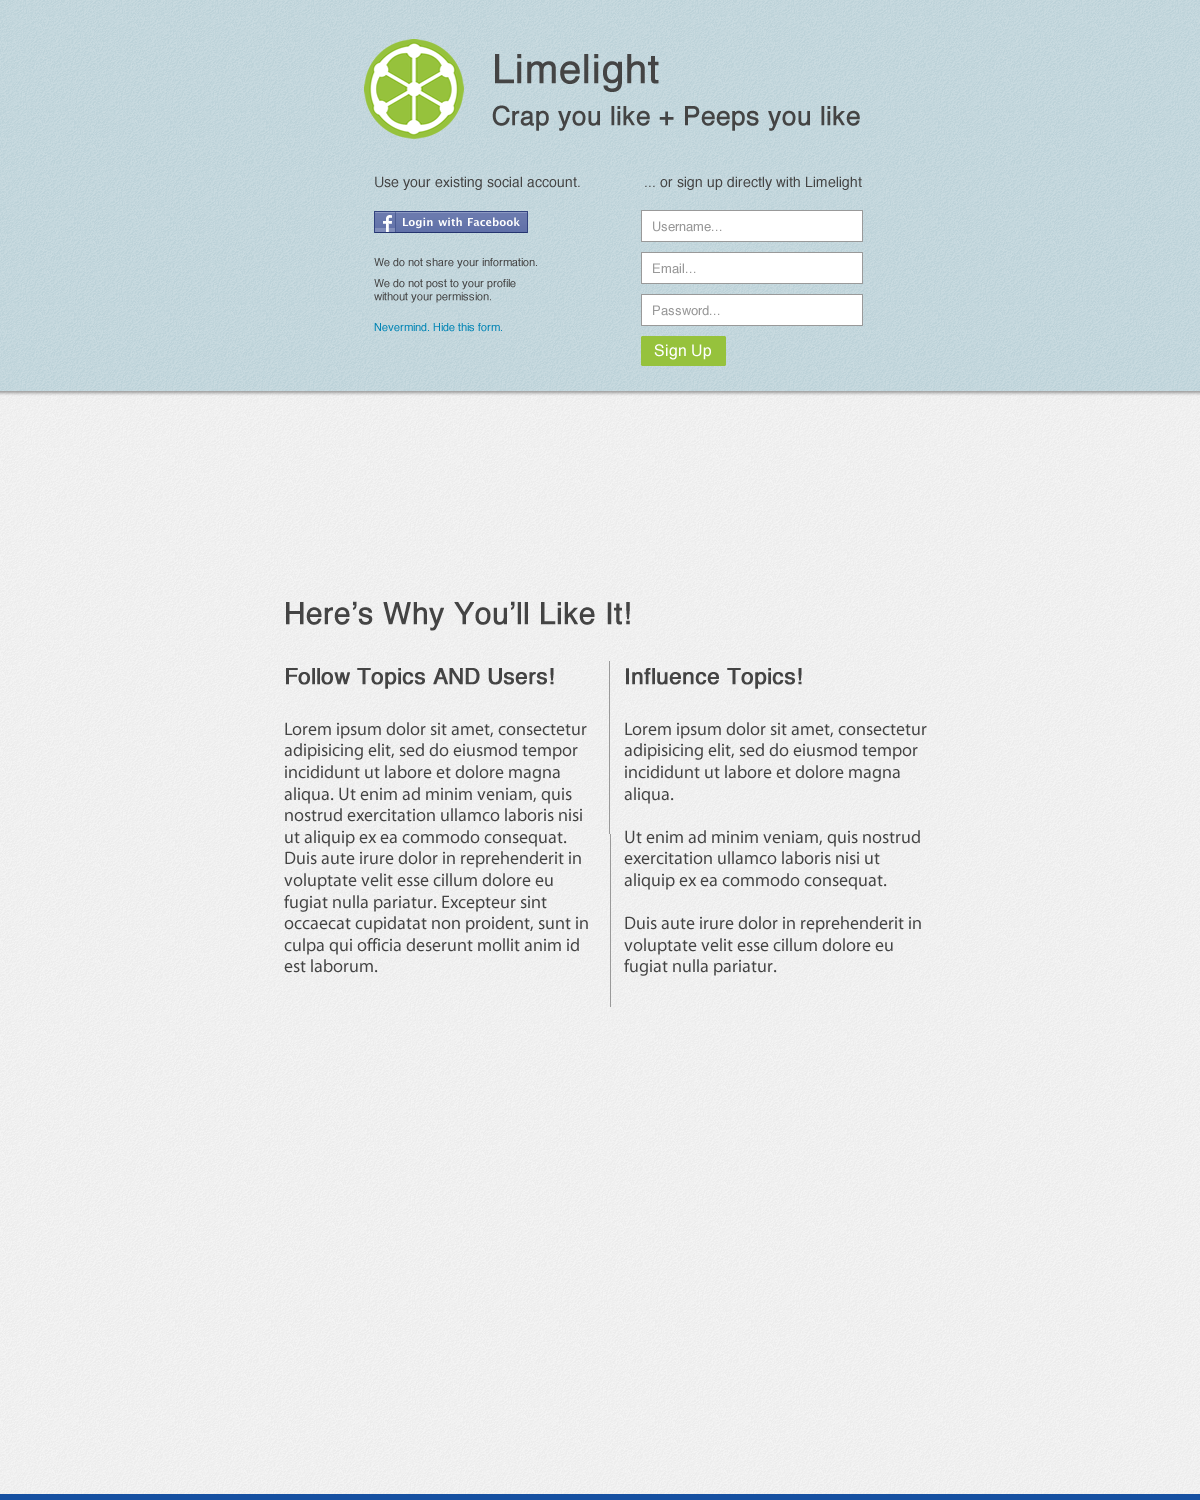 Limelight
Crap you like + Peeps you like
Use your existing social account.
Login with Facebook
We do not share your information.
We do not post to your profile
without your permission.
Nevermind. Hide this form.
... or sign up directly with Limelight
Username...
Email...
Password...
Sign Up
Here’s Why You’ll Like It!
Follow Topics AND Users!
Lorem ipsum dolor sit amet, consectetur
adipisicing elit, sed do eiusmod tempor
incididunt ut labore et dolore magna
aliqua. Ut enim ad minim veniam, quis
nostrud exercitation ullamco laboris nisi
ut aliquip ex ea commodo consequat.
Duis aute irure dolor in reprehenderit in
voluptate velit esse cillum dolore eu
fugiat nulla pariatur. Excepteur sint
occaecat cupidatat non proident, sunt in
culpa qui officia deserunt mollit anim id
est laborum.
Influence Topics!
Lorem ipsum dolor sit amet, consectetur
adipisicing elit, sed do eiusmod tempor
incididunt ut labore et dolore magna
aliqua.
Ut enim ad minim veniam, quis nostrud
exercitation ullamco laboris nisi ut
aliquip ex ea commodo consequat.
Duis aute irure dolor in reprehenderit in
voluptate velit esse cillum dolore eu
fugiat nulla pariatur.